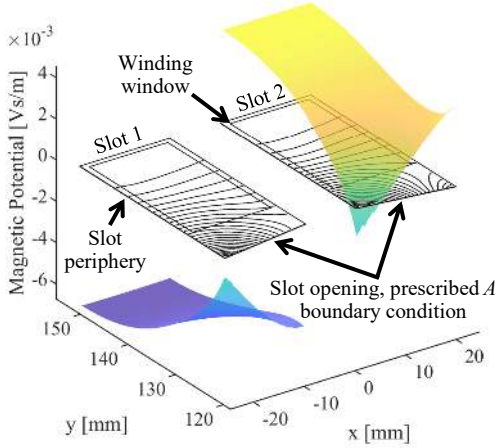 ×10⁻³
4
2
0
-2
-4
-6
Magnetic Potential [Vs/m]
Winding
window
Slot 1
Slot 2
Slot
periphery
Slot opening, prescribed A
boundary condition
150
140
130
120
y [mm]
-20
-10
0
10
20
x [mm]